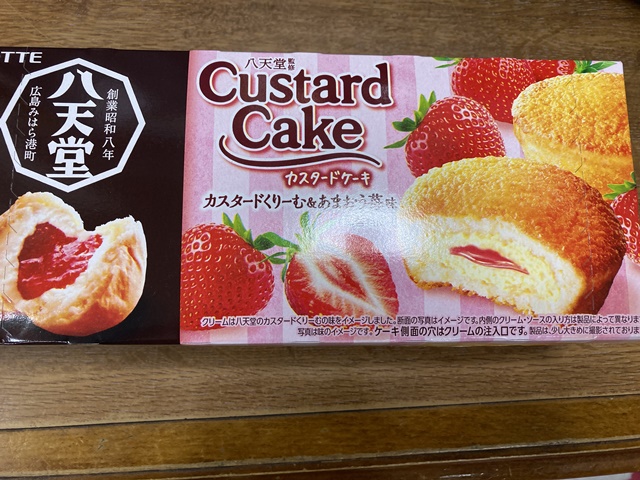 TTE
八天堂
創業昭和八年
広島みはら港町
八天堂監修
Custard
Cake
カスタードケーキ
カスタードくりーむ&あまおう苺味
クリームは八天堂のカスタードくりーむの味をイメージしました。断面の写真はイメージです。内側のクリーム・ソースの入り方は製品によって異なりま
写真は味のイメージです。ケーキ側面の穴はクリームの注入口です。製品は、少し大きめに撮影されておりま